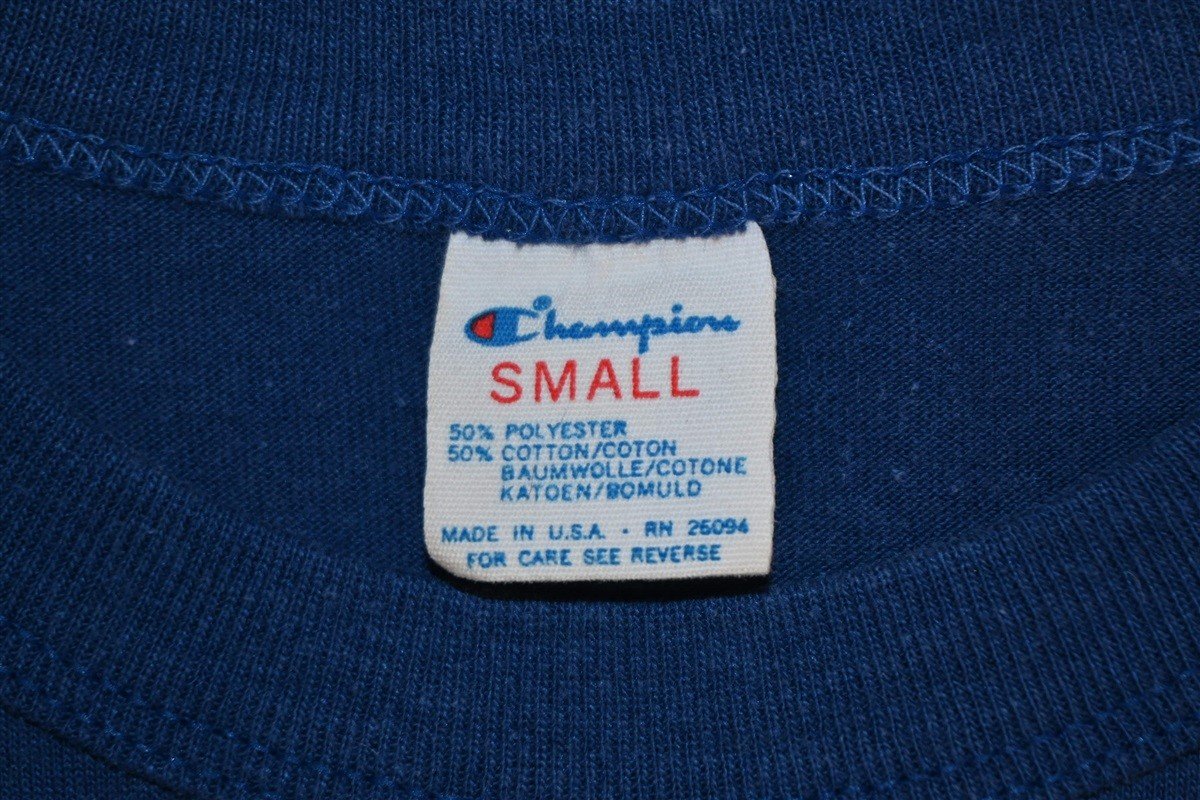 Champion®
SMALL
50% POLYESTER
50% COTTON/COTON
BAUMWOLLE/COTONE
KATOEN/BOMULD
MADE IN U.S.A. - RN 26094
FOR CARE SEE REVERSE